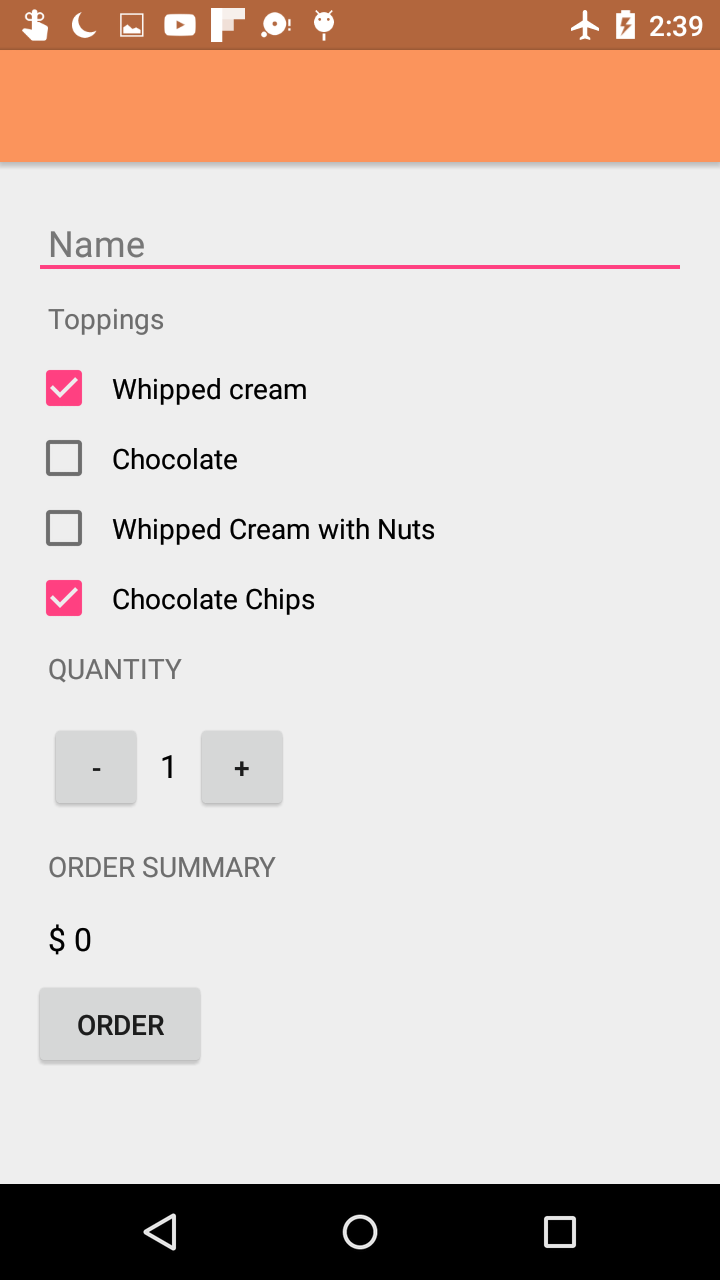 2:39
Name
Toppings
Whipped cream
Chocolate
Whipped Cream with Nuts
Chocolate Chips
QUANTITY
- 1 +
ORDER SUMMARY
$ 0
ORDER